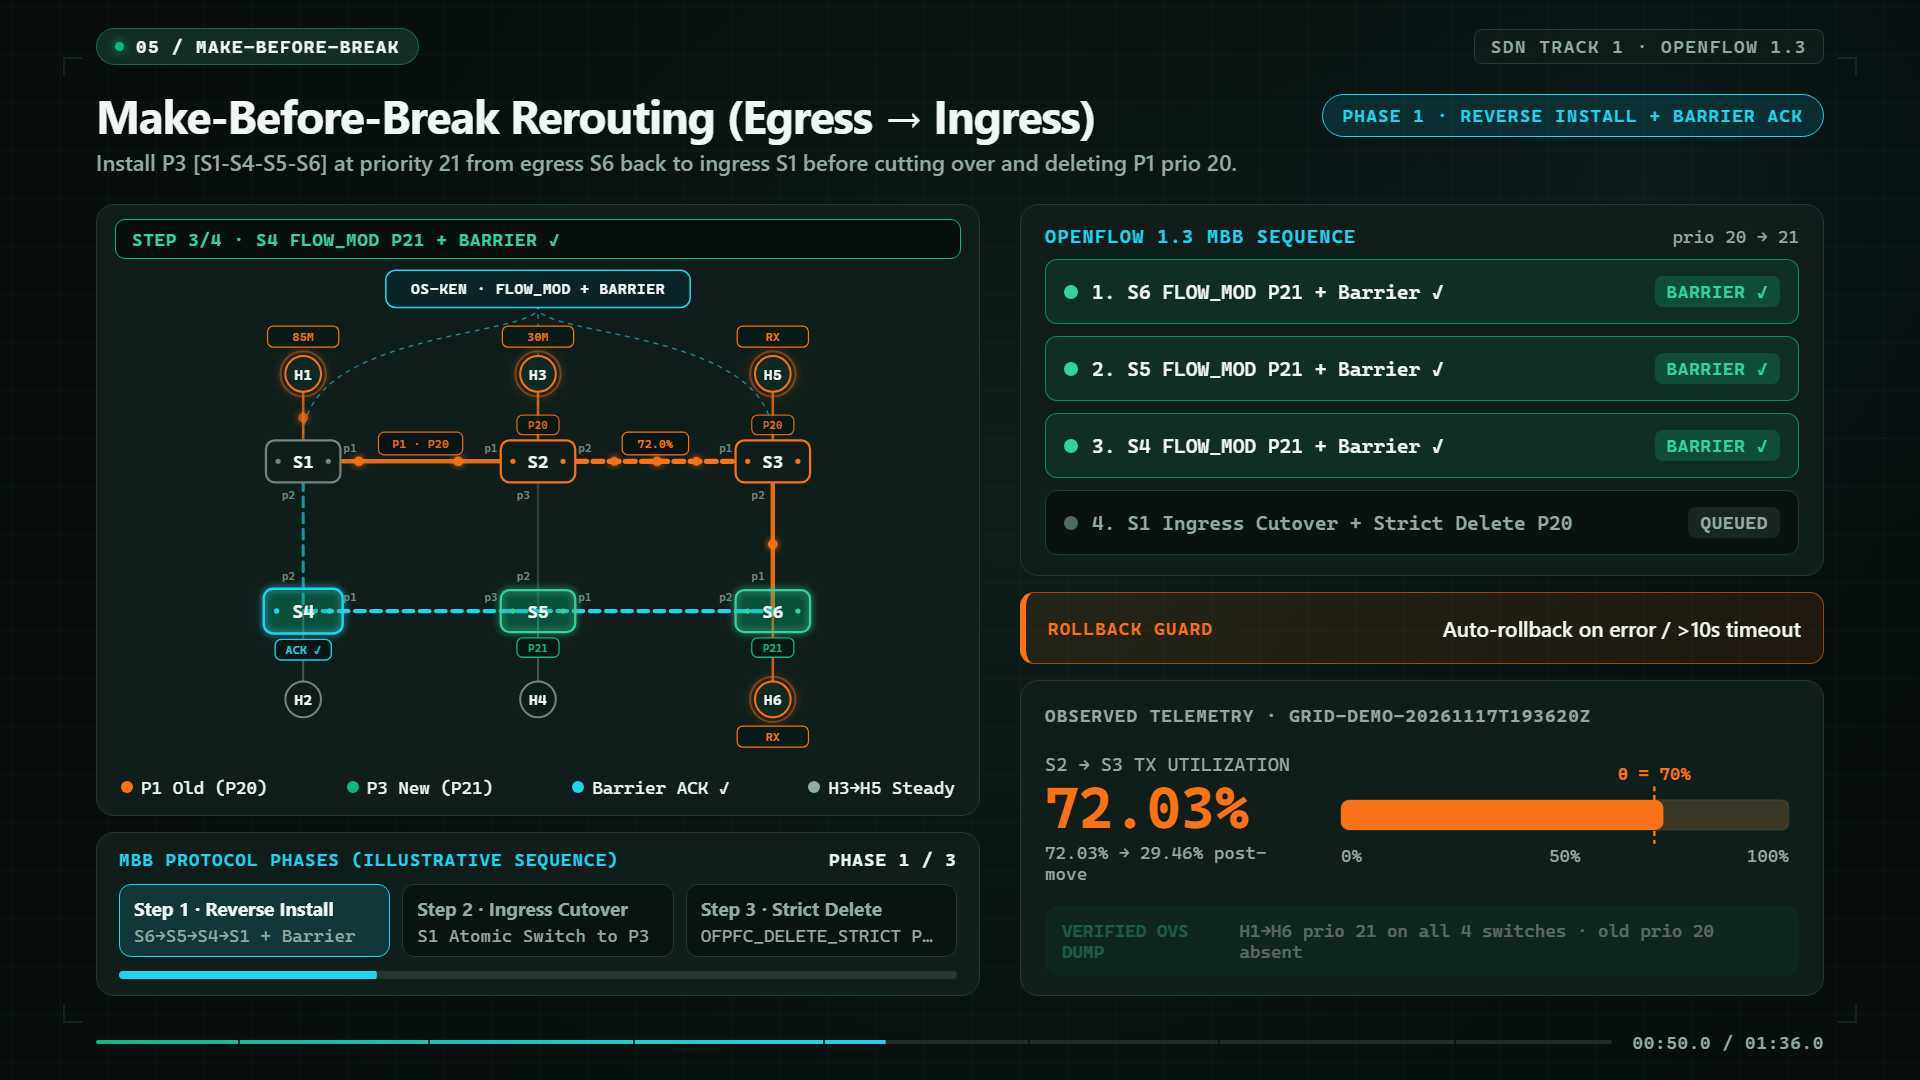 05 / MAKE-BEFORE-BREAK
SDN TRACK 1 · OPENFLOW 1.3
Make-Before-Break Rerouting (Egress → Ingress)
PHASE 1 · REVERSE INSTALL + BARRIER ACK
Install P3 [S1-S4-S5-S6] at priority 21 from egress S6 back to ingress S1 before cutting over and deleting P1 prio 20.
STEP 3/4 · S4 FLOW_MOD P21 + BARRIER ✓
OS-KEN · FLOW_MOD + BARRIER
85M
30M
RX
H1
H3
H5
P20
P20
p1
P1 · P20
p1
p2
72.0%
p1
S1
S2
S3
p2
p3
p2
p2
p2
p1
p1
p3
p1
p2
S4
S5
S6
ACK ✓
P21
P21
H2
H4
H6
RX
P1 Old (P20)
P3 New (P21)
Barrier ACK ✓
H3→H5 Steady
MBB PROTOCOL PHASES (ILLUSTRATIVE SEQUENCE)
PHASE 1 / 3
Step 1 · Reverse Install
S6→S5→S4→S1 + Barrier
Step 2 · Ingress Cutover
S1 Atomic Switch to P3
Step 3 · Strict Delete
OFPFC_DELETE_STRICT P…
OPENFLOW 1.3 MBB SEQUENCE
prio 20 → 21
1. S6 FLOW_MOD P21 + Barrier ✓
BARRIER ✓
2. S5 FLOW_MOD P21 + Barrier ✓
BARRIER ✓
3. S4 FLOW_MOD P21 + Barrier ✓
BARRIER ✓
4. S1 Ingress Cutover + Strict Delete P20
QUEUED
ROLLBACK GUARD
Auto-rollback on error / >10s timeout
OBSERVED TELEMETRY · GRID-DEMO-20261117T193620Z
S2 → S3 TX UTILIZATION
72.03%
72.03% → 29.46% post-
move
θ = 70%
0%
50%
100%
VERIFIED OVS
DUMP
H1→H6 prio 21 on all 4 switches · old prio 20
absent
00:50.0 / 01:36.0